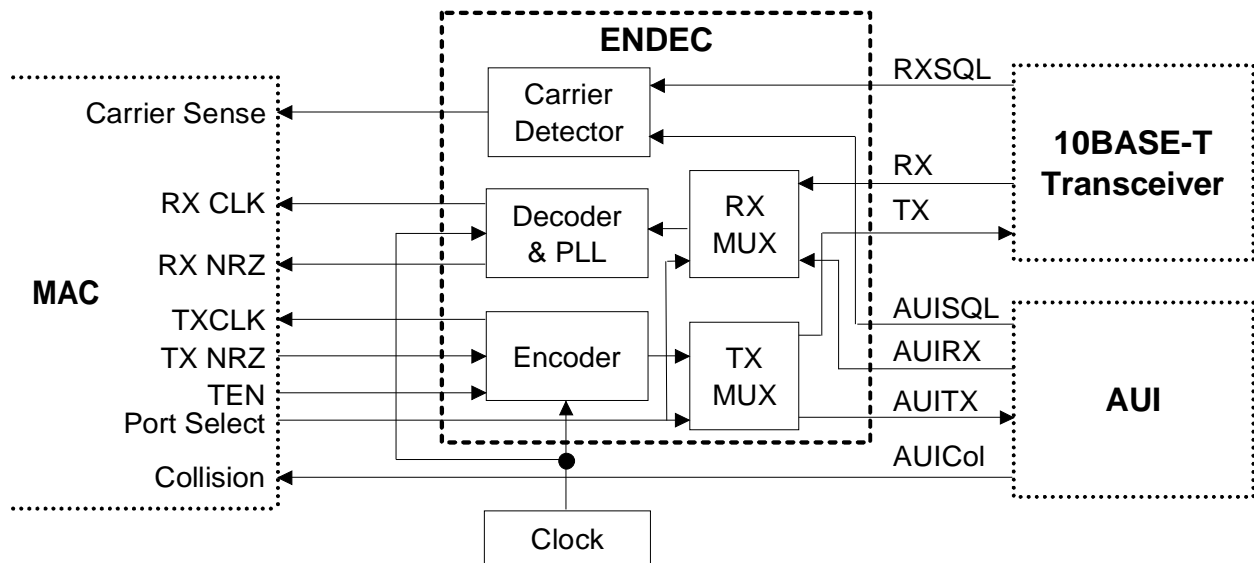 ENDEC
RXSQL
Carrier Sense
Carrier
Detector
10BASE-T
Transceiver
RX
RX CLK
Decoder
& PLL
RX
MUX
TX
RX NRZ
MAC
TXCLK
AUISQL
TX NRZ
Encoder
TX
MUX
AUIRX
TEN
AUITX
AUI
Port Select
AUICol
Collision
Clock